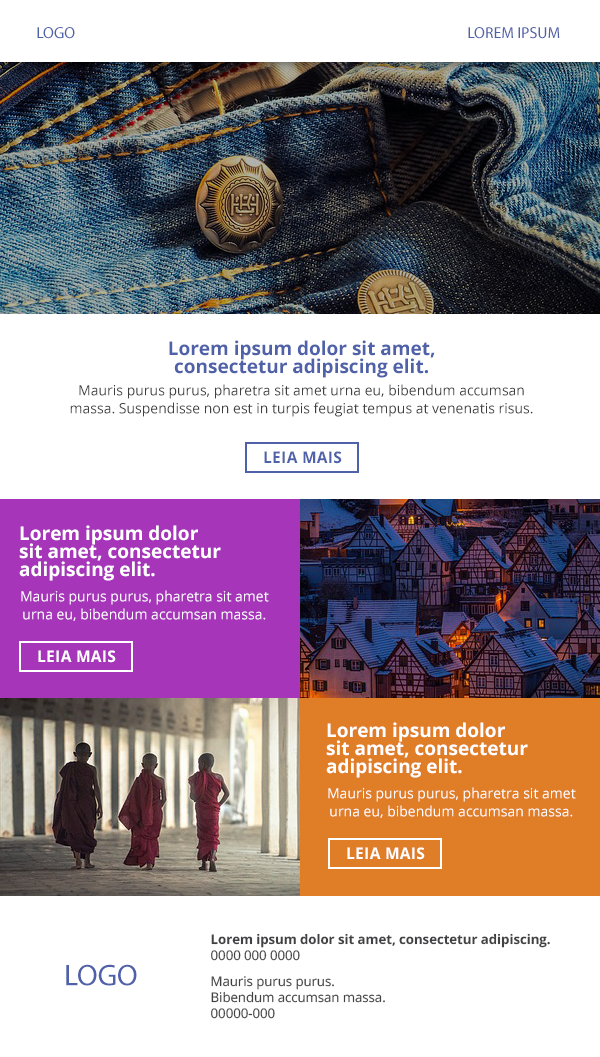 LOGO
LOREM IPSUM
Lorem ipsum dolor sit amet,
consectetur adipiscing elit.
Mauris purus purus, pharetra sit amet urna eu, bibendum accumsan
massa. Suspendisse non est in turpis feugiat tempus at venenatis risus.
LEIA MAIS
Lorem ipsum dolor
sit amet, consectetur
adipiscing elit.
Mauris purus purus, pharetra sit amet
urna eu, bibendum accumsan massa.
LEIA MAIS
Lorem ipsum dolor
sit amet, consectetur
adipiscing elit.
Mauris purus purus, pharetra sit amet
urna eu, bibendum accumsan massa.
LEIA MAIS
LOGO
Lorem ipsum dolor sit amet, consectetur adipiscing.
0000 000 0000
Mauris purus purus.
Bibendum accumsan massa.
00000-000